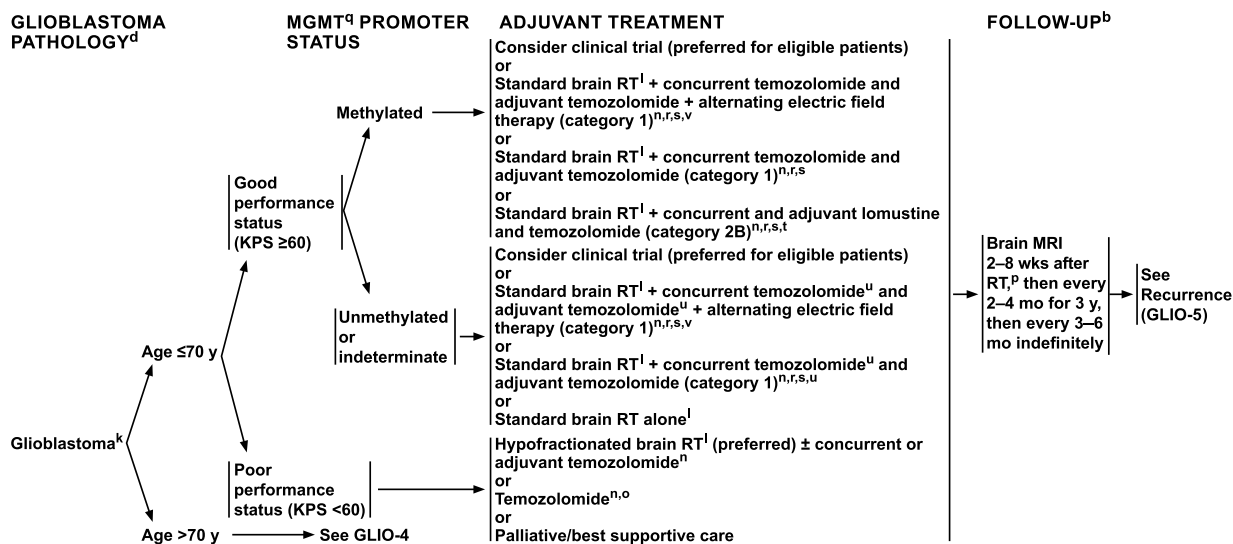 GLIOBLASTOMA
PATHOLOGYᵈ
MGMTq PROMOTER
STATUS
ADJUVANT TREATMENT
FOLLOW-UPᵇ
Glioblastomaᵏ
Age ≤70 y
Age >70 y
See GLIO-4
Good
performance
status
(KPS ≥60)
Poor
performance
status (KPS <60)
Methylated
Unmethylated
or
indeterminate
Consider clinical trial (preferred for eligible patients)
or
Standard brain RTˡ + concurrent temozolomide and
adjuvant temozolomide + alternating electric field
therapy (category 1)ⁿ,ʳ,ˢ,ᵛ
or
Standard brain RTˡ + concurrent temozolomide and
adjuvant temozolomide (category 1)ⁿ,ʳ,ˢ
or
Standard brain RTˡ + concurrent and adjuvant lomustine
and temozolomide (category 2B)ⁿ,ʳ,ˢ,ᵗ
Consider clinical trial (preferred for eligible patients)
or
Standard brain RTˡ + concurrent temozolomideᵘ and
adjuvant temozolomideᵘ + alternating electric field
therapy (category 1)ⁿ,ʳ,ˢ,ᵛ
or
Standard brain RTˡ + concurrent temozolomideᵘ and
adjuvant temozolomide (category 1)ⁿ,ʳ,ˢ,ᵘ
or
Standard brain RT aloneˡ
Hypofractionated brain RTˡ (preferred) ± concurrent or
adjuvant temozolomideⁿ
or
Temozolomideⁿ,ᵒ
or
Palliative/best supportive care
Brain MRI
2–8 wks after
RT,ᵖ then every
2–4 mo for 3 y,
then every 3–6
mo indefinitely
See
Recurrence
(GLIO-5)